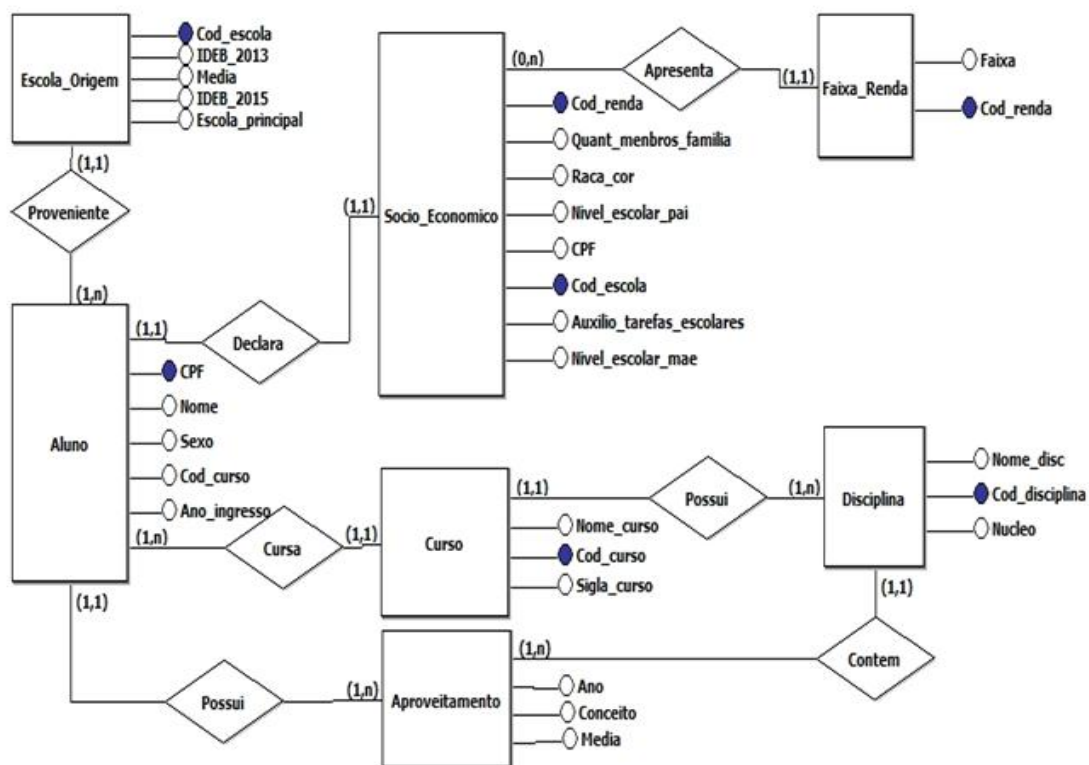 Escola_Origem
Cod_escola
IDEB_2013
Media
IDEB_2015
Escola_principal
(1,1)
Proveniente
(1,n)
Socio_Economico
(0,n)
Apresenta
(1,1)
Faixa_Renda
Faixa
Cod_renda
Cod_renda
Quant_menbros_familia
Raca_cor
Nivel_escolar_pai
CPF
Cod_escola
Auxilio_tarefas_escolares
Nivel_escolar_mae
(1,1)
Declara
(1,1)
Aluno
CPF
Nome
Sexo
Cod_curso
Ano_ingresso
(1,n)
Cursa
(1,1)
Curso
(1,1)
Nome_curso
Cod_curso
Sigla_curso
Possui
(1,n)
Disciplina
Nome_disc
Cod_disciplina
Nucleo
(1,1)
Contem
(1,n)
(1,1)
Possui
(1,n)
Aproveitamento
Ano
Conceito
Media